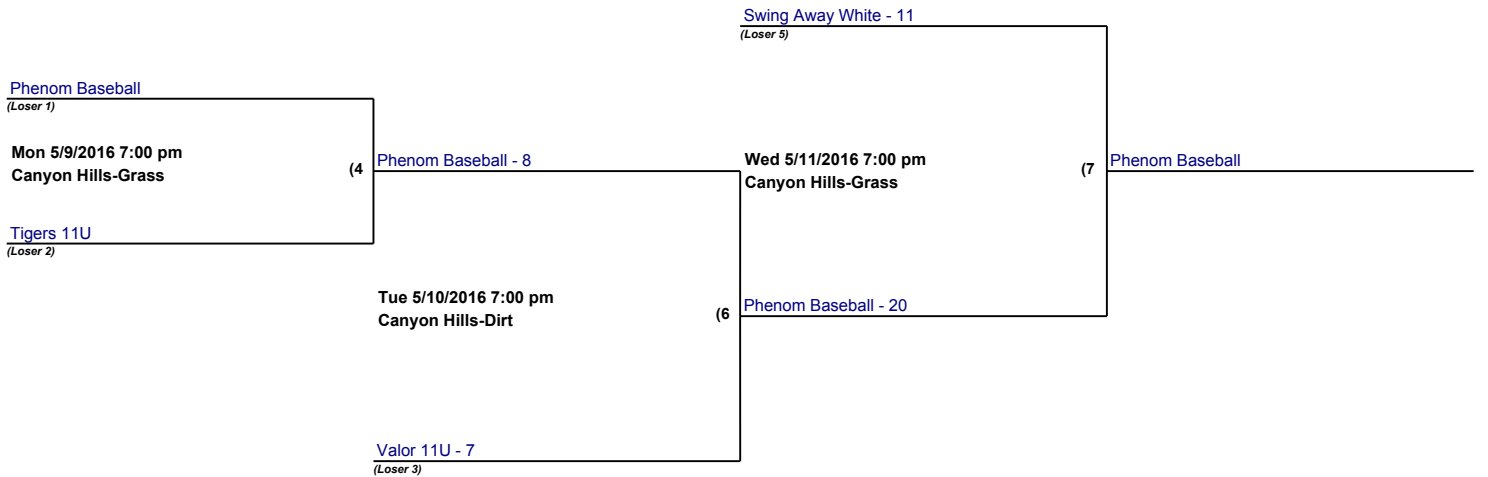 Swing Away White - 11
(Loser 5)
Phenom Baseball
(Loser 1)
Mon 5/9/2016 7:00 pm
Canyon Hills-Grass
(4
Phenom Baseball - 8
Wed 5/11/2016 7:00 pm
Canyon Hills-Grass
(7
Phenom Baseball
Tigers 11U
(Loser 2)
Tue 5/10/2016 7:00 pm
Canyon Hills-Dirt
(6
Phenom Baseball - 20
Valor 11U - 7
(Loser 3)